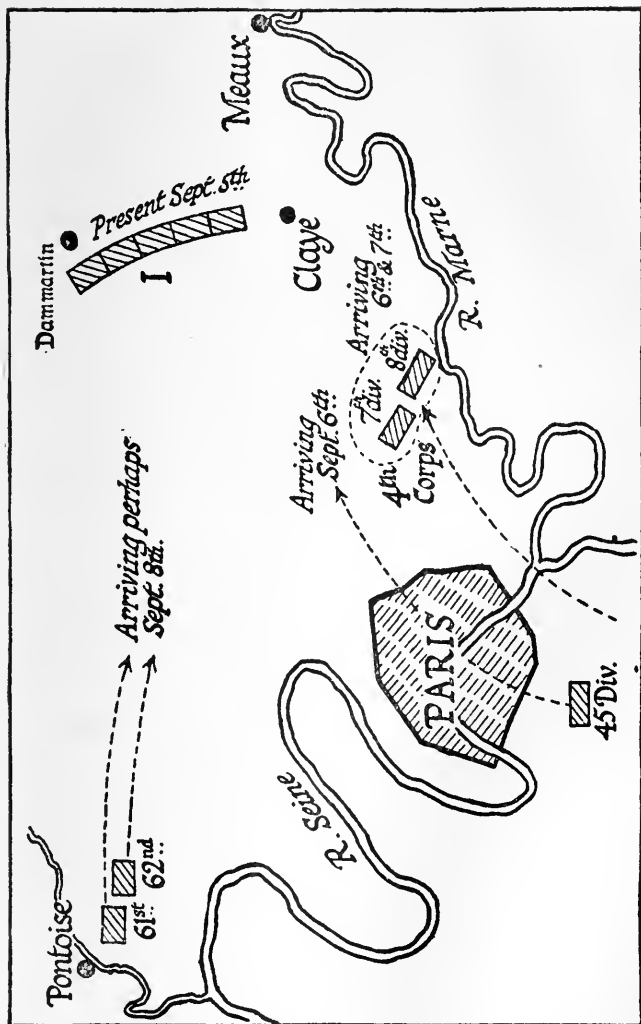 Pontoise
61st
62nd
Arriving perhaps
Sept. 8th.
Dammartin
Present Sept. 5th
I
Meaux
Claye
Arriving
6th & 7th
7th div.
8th div.
4th
Corps
Arriving
Sept. 6th
R. Marne
R. Seine
PARIS
45 Div.